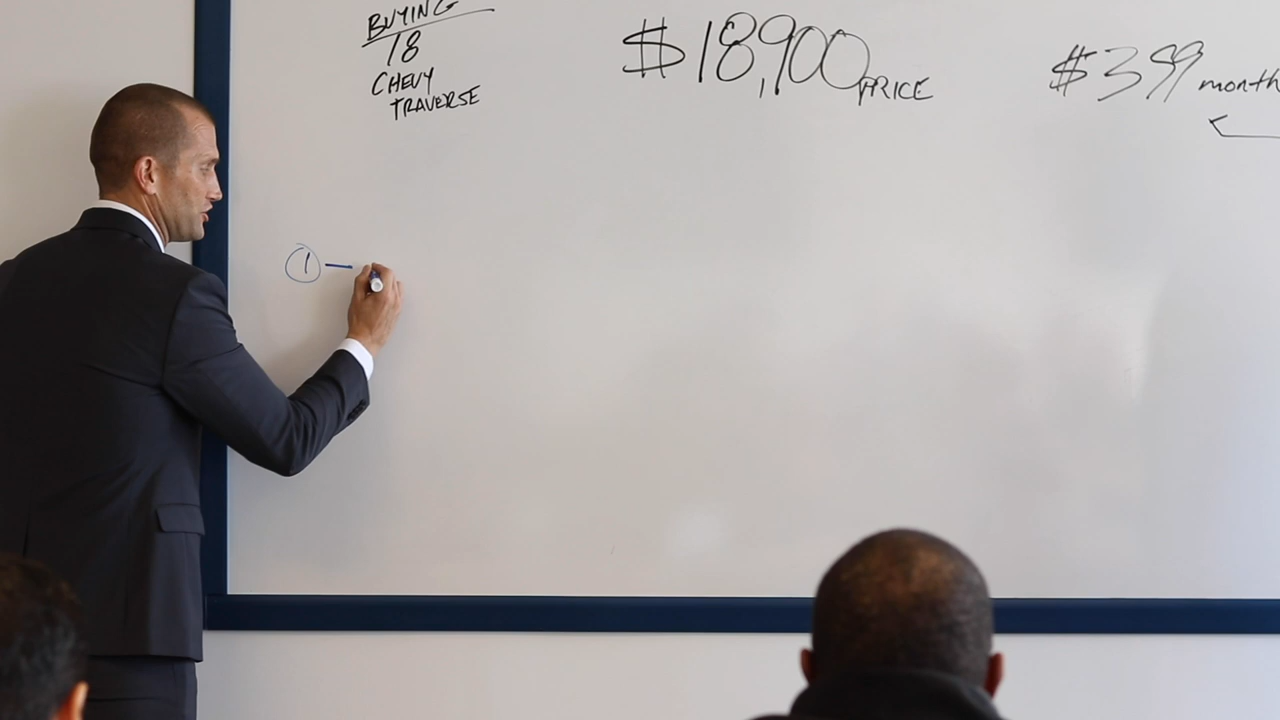 BUYING
18
CHEVY
TRAVERSE
$18,900 PRICE
$399 month
1 –